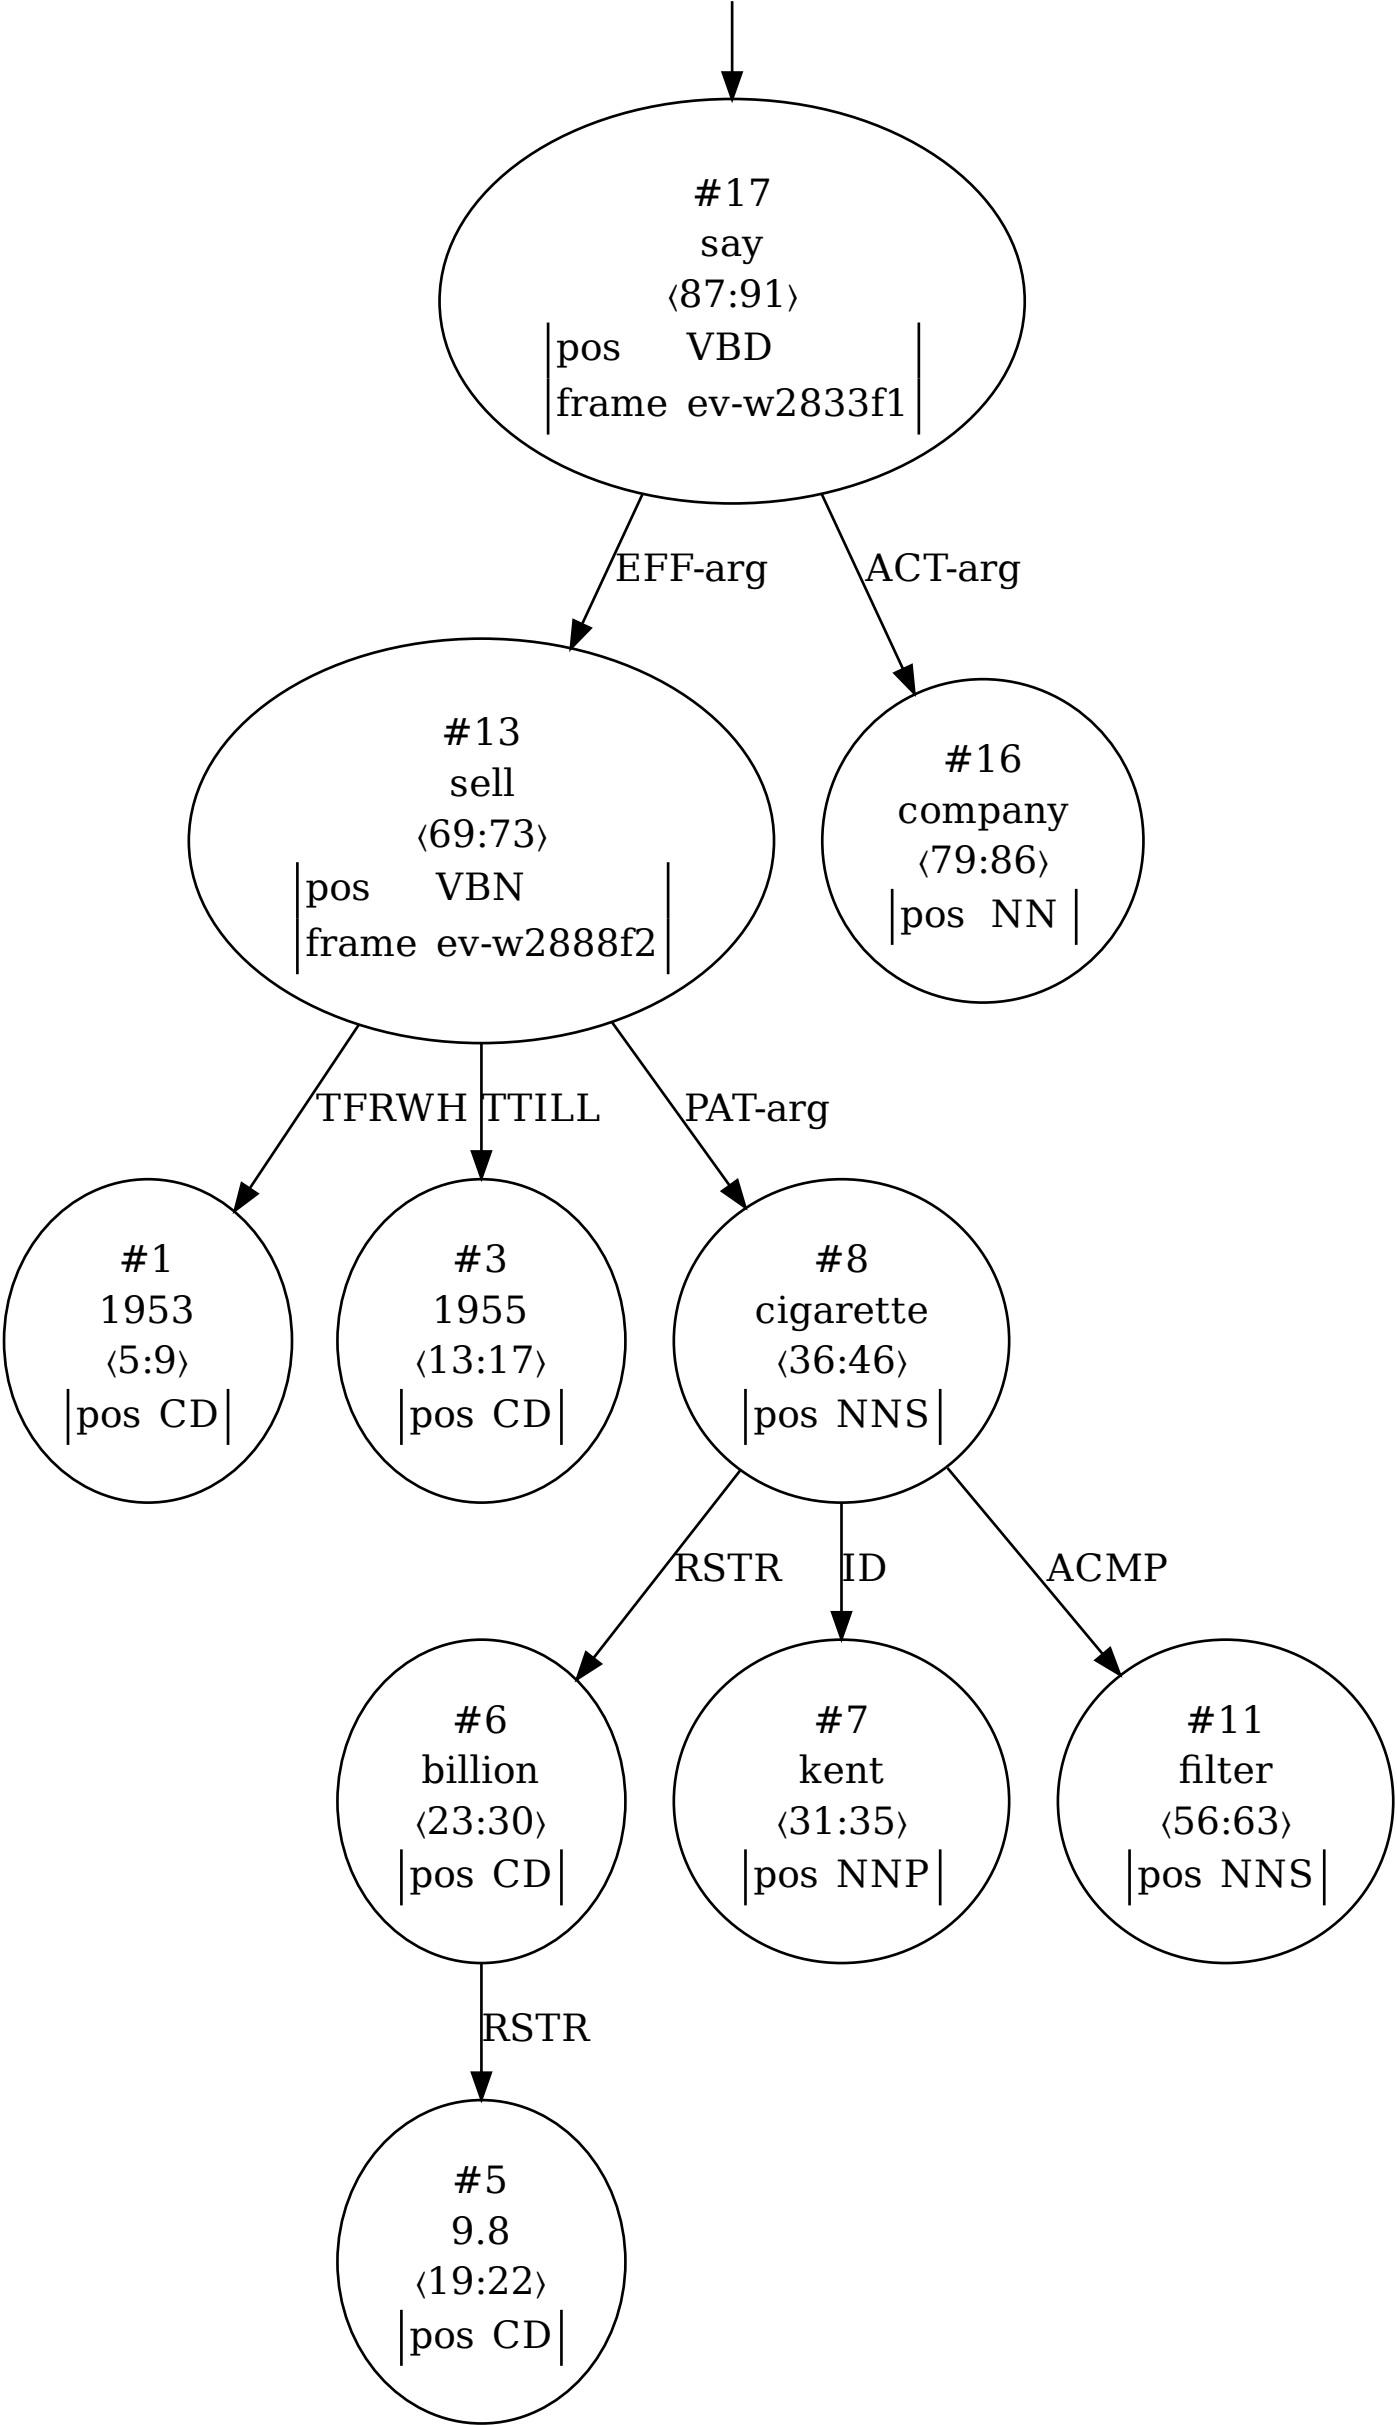 #17
say
⟨87:91⟩
pos VBD
frame ev-w2833f1
EFF-arg
ACT-arg
#13
sell
⟨69:73⟩
pos VBN
frame ev-w2888f2
#16
company
⟨79:86⟩
pos NN
TFRWH
TTILL
PAT-arg
#1
1953
⟨5:9⟩
pos CD
#3
1955
⟨13:17⟩
pos CD
#8
cigarette
⟨36:46⟩
pos NNS
RSTR
ID
ACMP
#6
billion
⟨23:30⟩
pos CD
#7
kent
⟨31:35⟩
pos NNP
#11
filter
⟨56:63⟩
pos NNS
RSTR
#5
9.8
⟨19:22⟩
pos CD